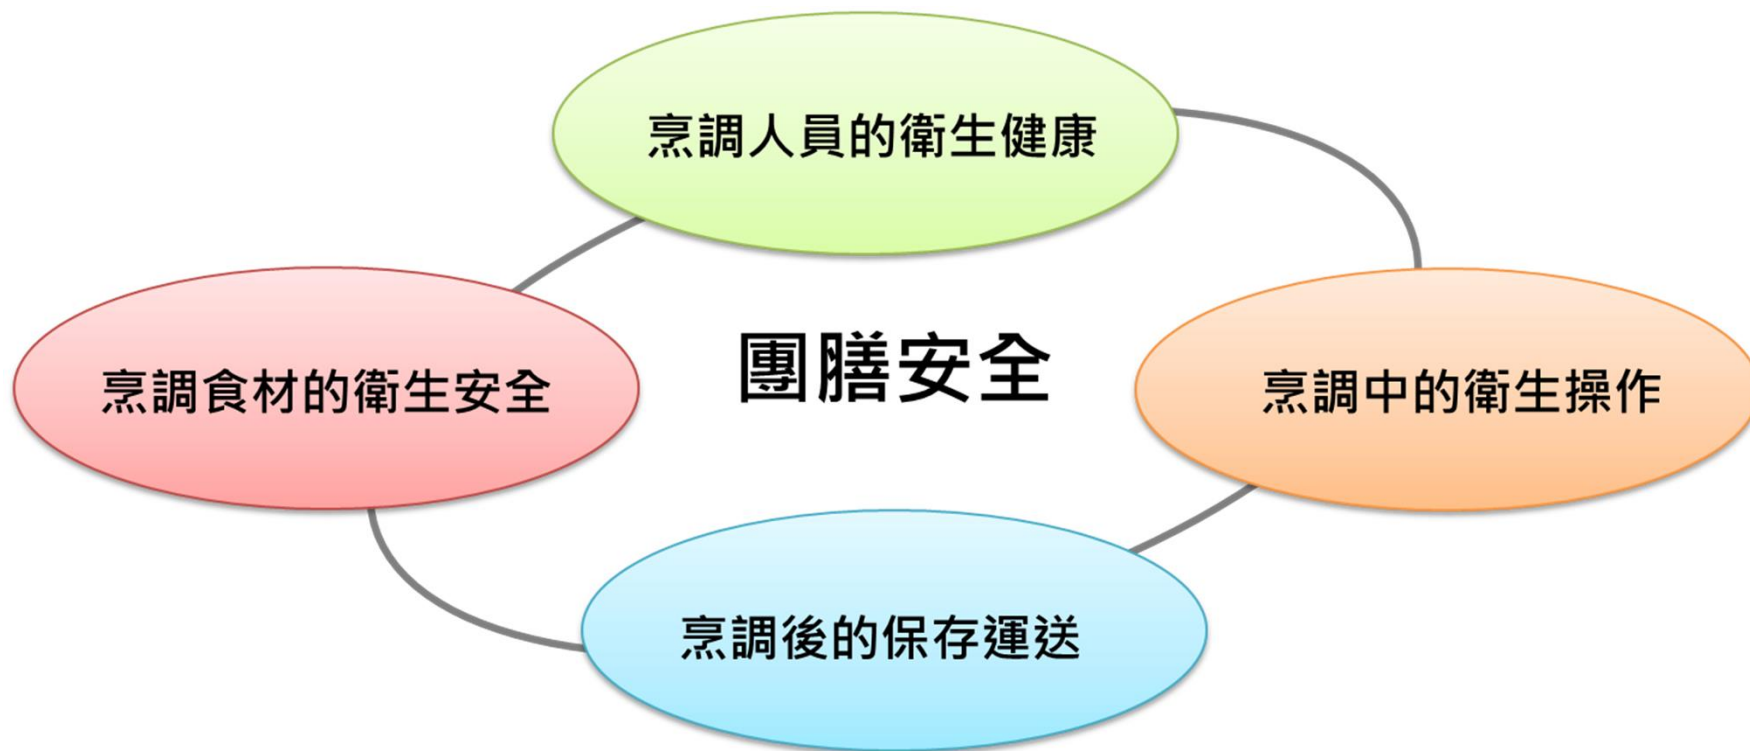 烹調人員的衛生健康
團膳安全
烹調食材的衛生安全
烹調中的衛生操作
烹調後的保存運送